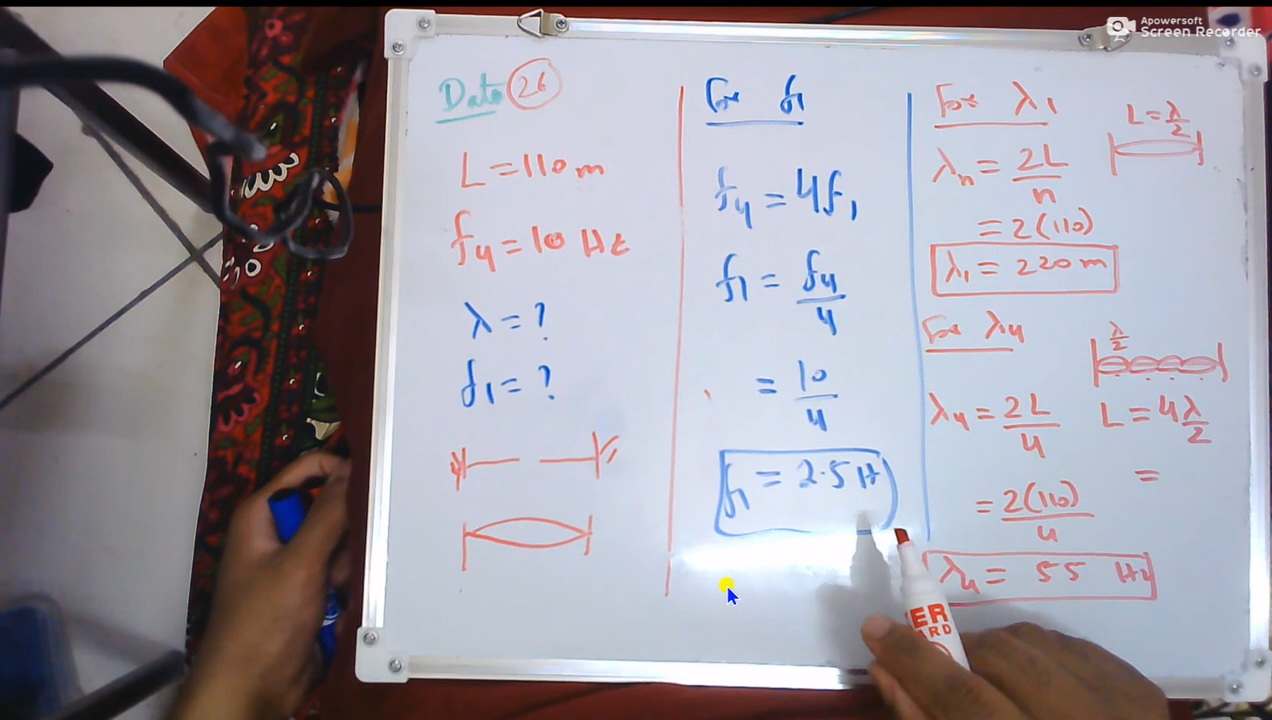 Data 26
L = 110 m
f4 = 10 Hz
λ = ?
f1 = ?
For f1
f4 = 4f1
f1 = f4/4
= 10/4
f1 = 2.5 H
For λ1
L = λ/2
λn = 2L/n
= 2(110)
λ1 = 220 m
For λ4
λ/2
λ4 = 2L/4
L = 4 λ/2
=
= 2(110)/4
λ4 = 55 Hz
ER
ARD
Apowersoft
Screen Recorder